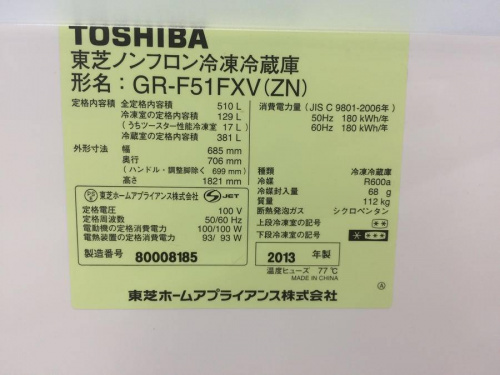 TOSHIBA
東芝ノンフロン冷凍冷蔵庫
形名：GR-F51FXV(ZN)
定格内容積 全定格内容積 510 L
冷凍室の定格内容積 129 L
（うちツースター性能冷凍室 17 L）
冷蔵室の定格内容積 381 L
外形寸法 幅 685 mm
奥行 706 mm
（ハンドル・調整脚除く 699 mm）
高さ 1821 mm
消費電力量（JIS C 9801-2006年）
50Hz 180 kWh/年
60Hz 180 kWh/年
種類 冷凍冷蔵庫
冷媒 R600a
冷媒封入量 68 g
質量 112 kg
断熱発泡ガス シクロペンタン
上段冷凍室の記号
下段冷凍室の記号
東芝ホームアプライアンス株式会社 JET
定格電圧 100 V
定格周波数 50/60 Hz
電動機の定格消費電力 100/100 W
電熱装置の定格消費電力 93/ 93 W
製造番号 80008185
2013 年製
温度ヒューズ 77℃
MADE IN CHINA
東芝ホームアプライアンス株式会社
Ⓐ